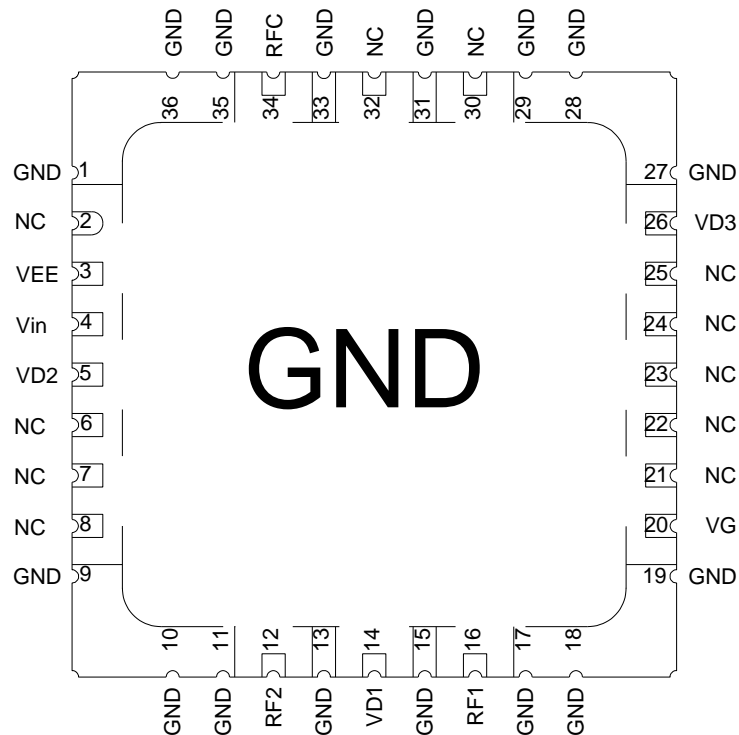 GND GND RFC GND NC GND NC GND GND
36 35 34 33 32 31 30 29 28
GND 1
NC 2
VEE 3
Vin 4
VD2 5
NC 6
NC 7
NC 8
GND 9
GND
27 GND
26 VD3
25 NC
24 NC
23 NC
22 NC
21 NC
20 VG
19 GND
10 11 12 13 14 15 16 17 18
GND GND RF2 GND VD1 GND RF1 GND GND